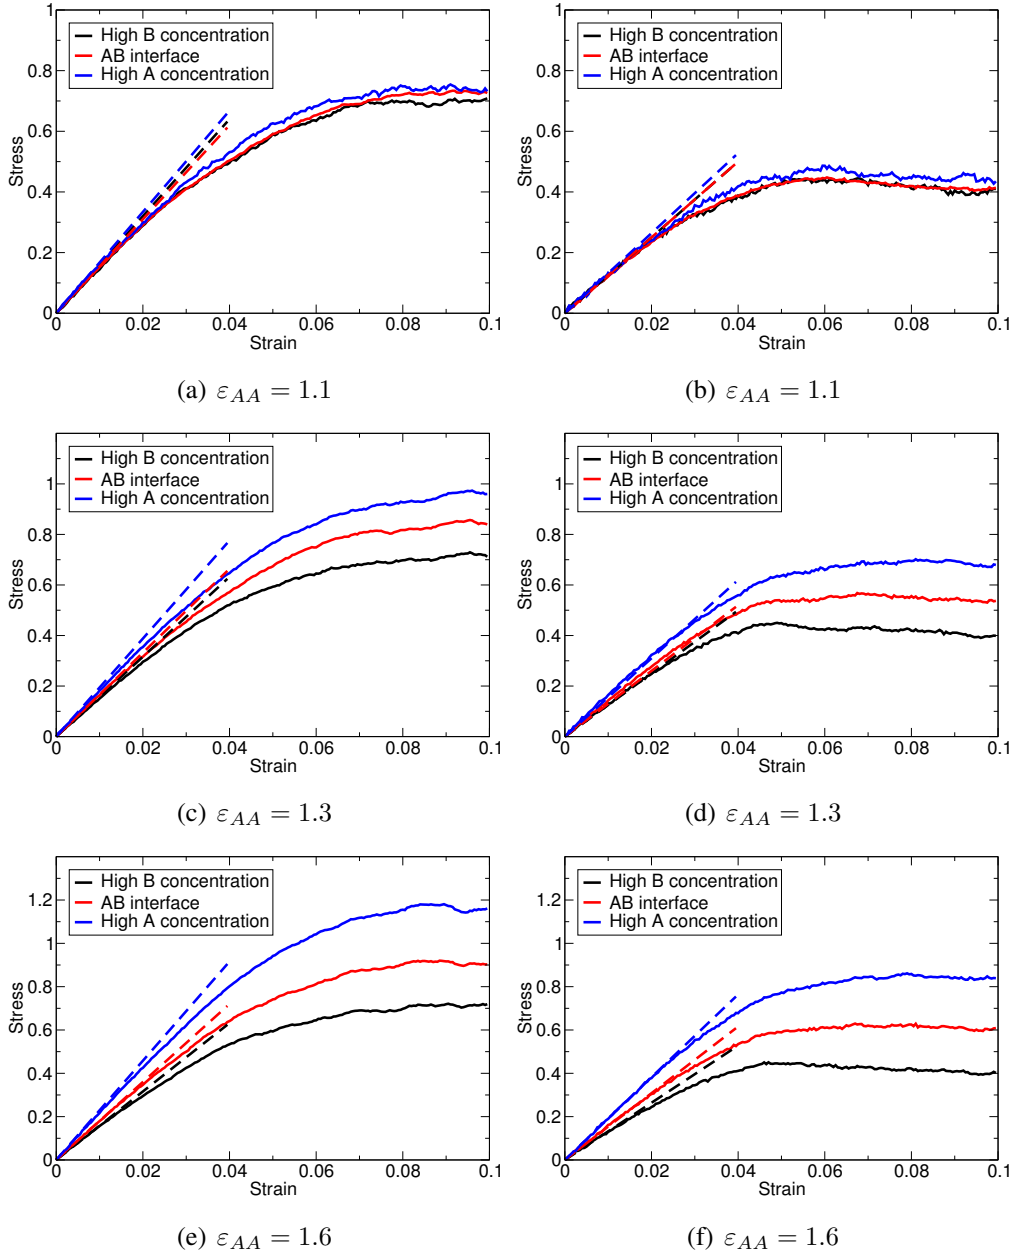 1
0.8
0.6
0.4
0.2
0
Stress
High B concentration
AB interface
High A concentration
0 0.02 0.04 0.06 0.08 0.1
Strain
(a) εAA = 1.1
1
0.8
0.6
0.4
0.2
0
Stress
High B concentration
AB interface
High A concentration
0 0.02 0.04 0.06 0.08 0.1
Strain
(b) εAA = 1.1
1
0.8
0.6
0.4
0.2
0
Stress
High B concentration
AB interface
High A concentration
0 0.02 0.04 0.06 0.08 0.1
Strain
(c) εAA = 1.3
1
0.8
0.6
0.4
0.2
0
Stress
High B concentration
AB interface
High A concentration
0 0.02 0.04 0.06 0.08 0.1
Strain
(d) εAA = 1.3
1.2
1
0.8
0.6
0.4
0.2
0
Stress
High B concentration
AB interface
High A concentration
0 0.02 0.04 0.06 0.08 0.1
Strain
(e) εAA = 1.6
1.2
1
0.8
0.6
0.4
0.2
0
Stress
High B concentration
AB interface
High A concentration
0 0.02 0.04 0.06 0.08 0.1
Strain
(f) εAA = 1.6